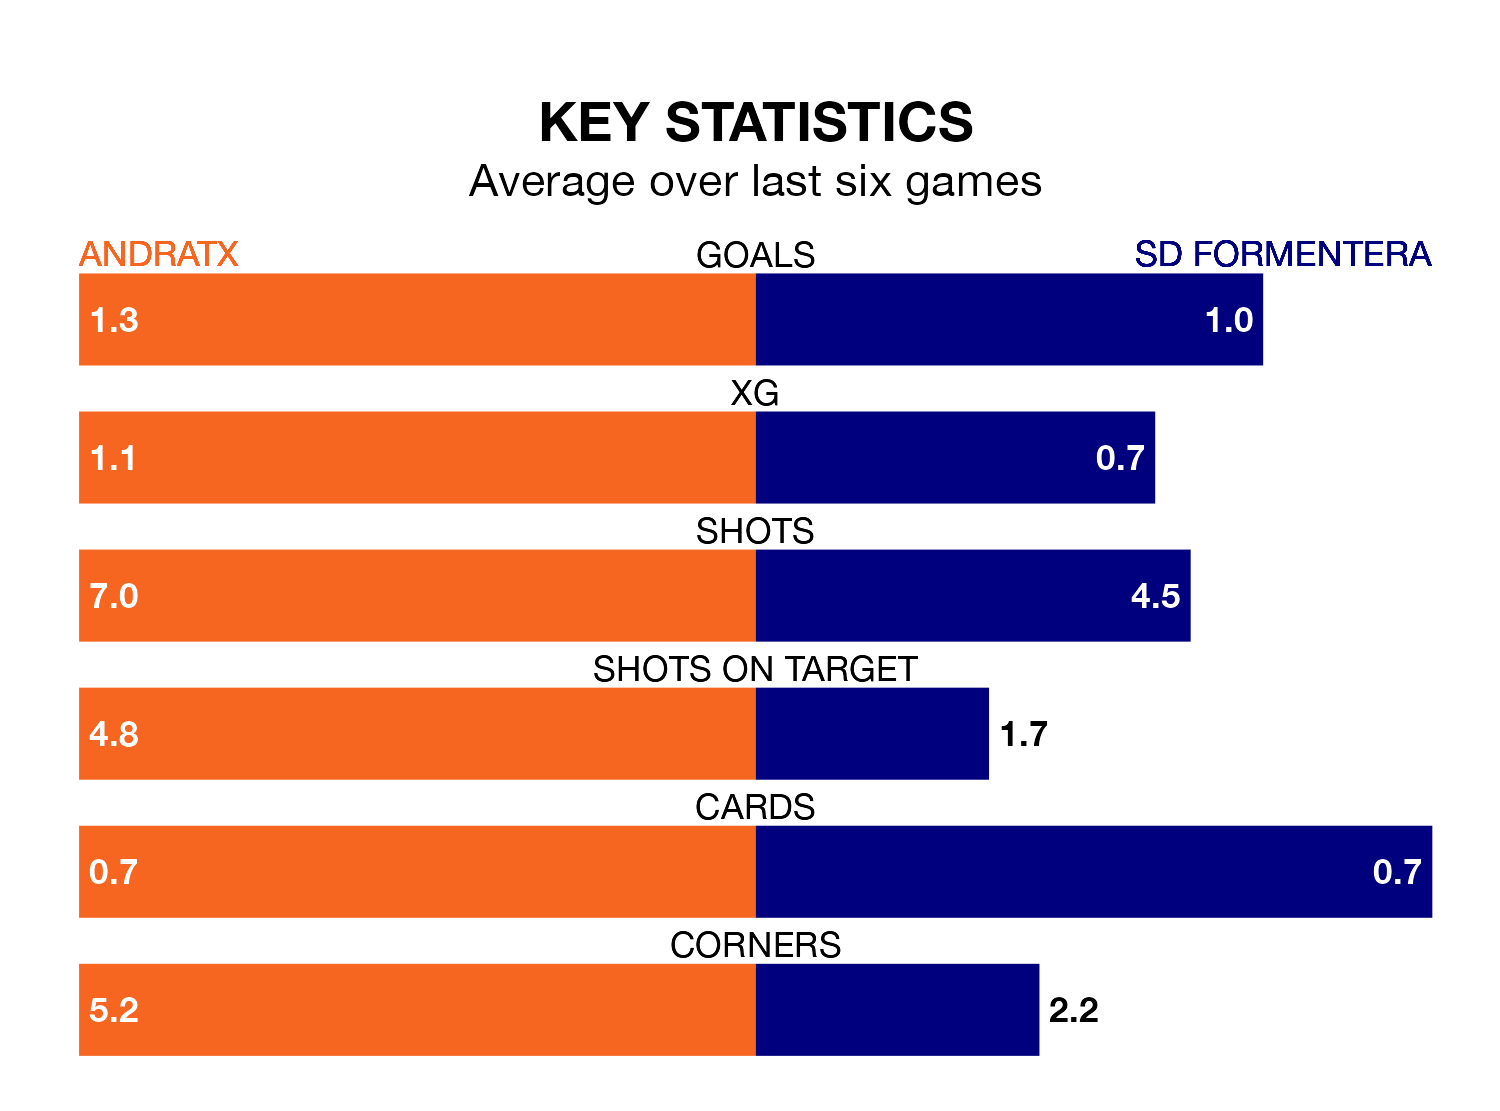 KEY STATISTICS
Average over last six games
ANDRATX GOALS SD FORMENTERA
1.3 1.0
XG
1.1 0.7
SHOTS
7.0 4.5
SHOTS ON TARGET
4.8 1.7
CARDS
0.7 0.7
CORNERS
5.2 2.2